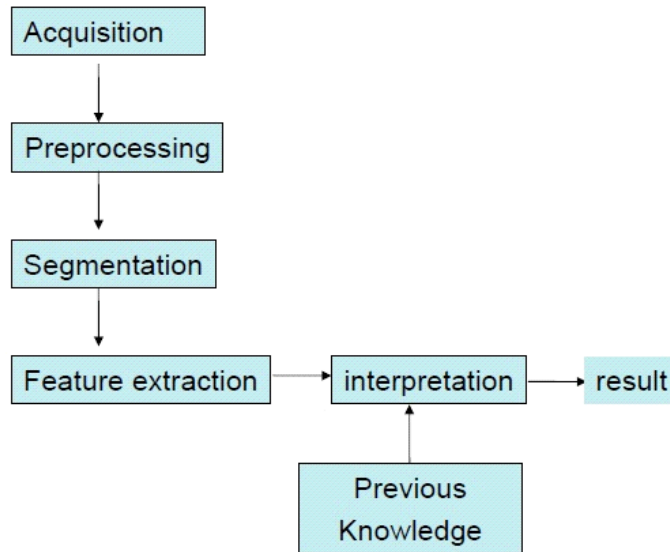 Acquisition
Preprocessing
Segmentation
Feature extraction
interpretation
result
Previous
Knowledge